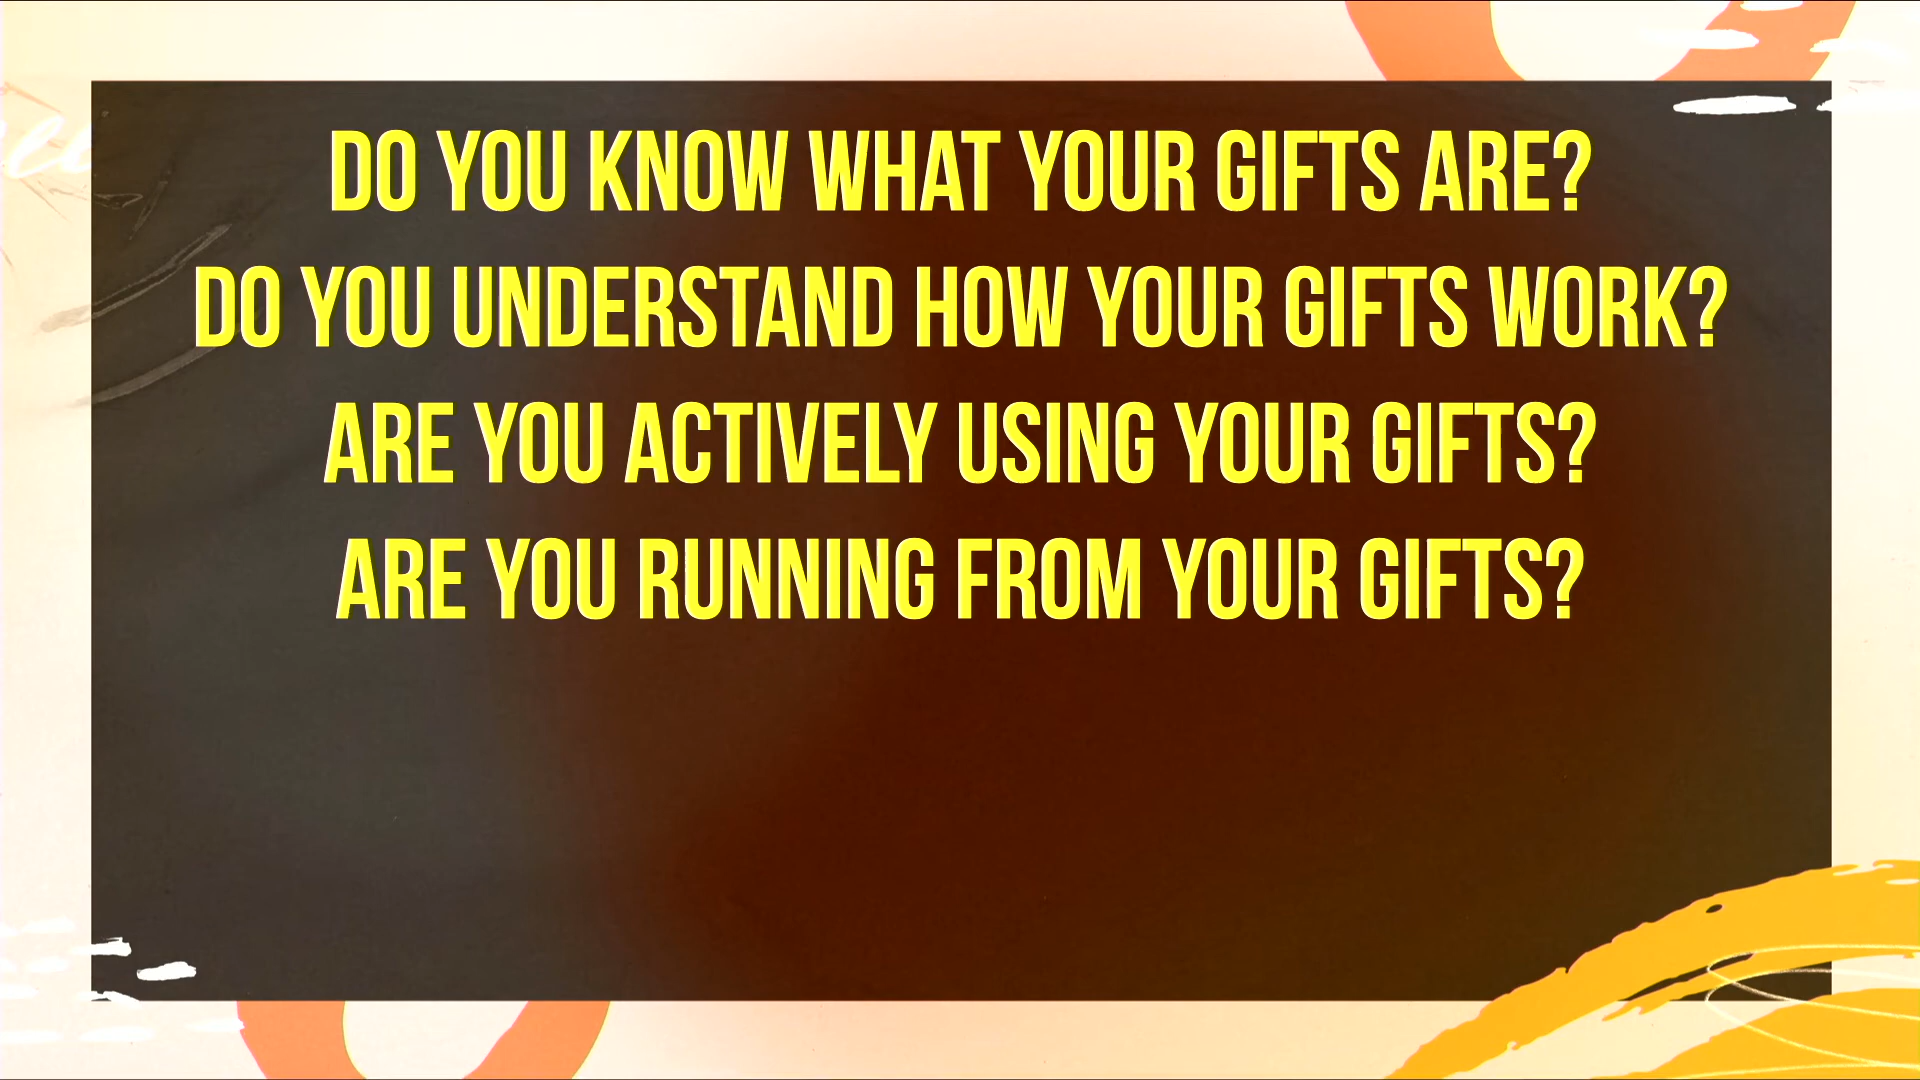 DO YOU KNOW WHAT YOUR GIFTS ARE?
DO YOU UNDERSTAND HOW YOUR GIFTS WORK?
ARE YOU ACTIVELY USING YOUR GIFTS?
ARE YOU RUNNING FROM YOUR GIFTS?